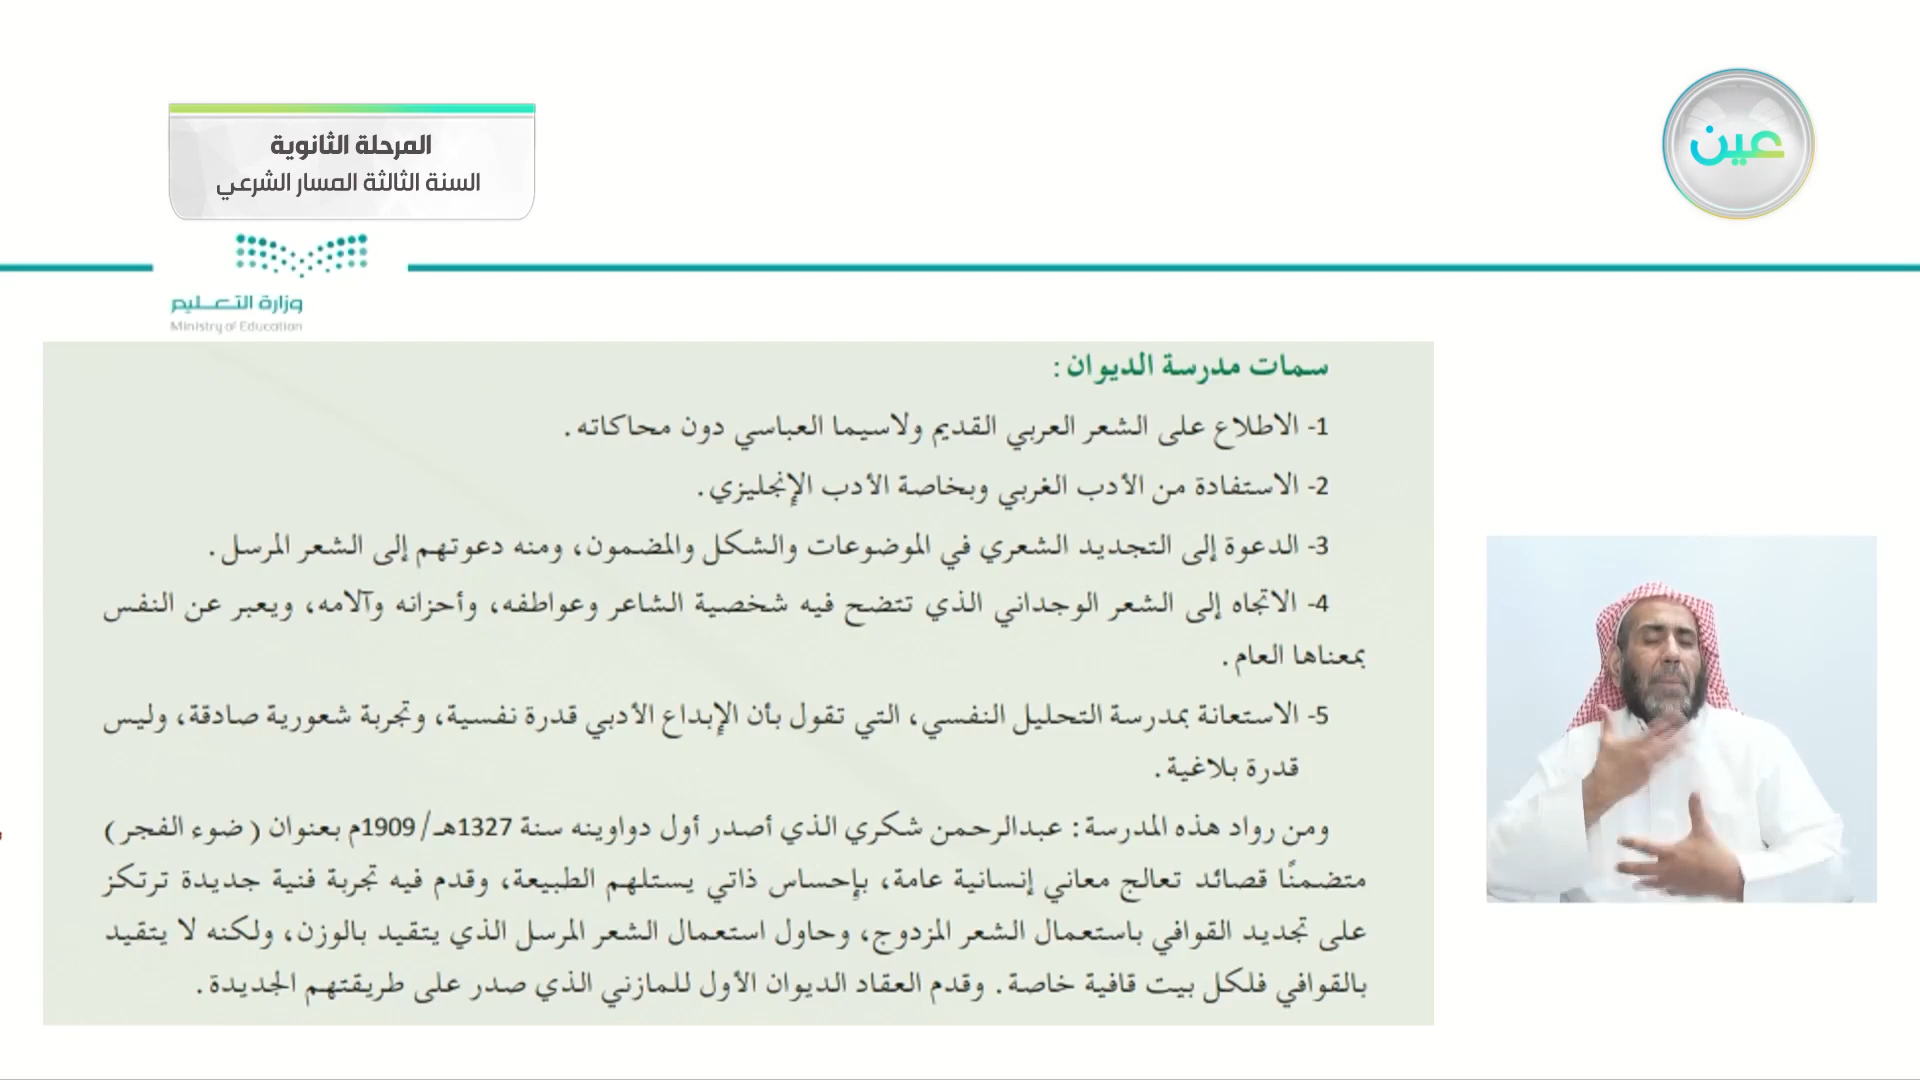 عين
المرحلة الثانوية
السنة الثالثة المسار الشرعي
وزارة التعليم
Ministry of Education
سمات مدرسة الديوان :
1- الاطلاع على الشعر العربي القديم ولاسيما العباسي دون محاكاته .
2- الاستفادة من الأدب الغربي وبخاصة الأدب الإنجليزي .
3- الدعوة إلى التجديد الشعري في الموضوعات والشكل والمضمون، ومنه دعوتهم إلى الشعر المرسل .
4- الاتجاه إلى الشعر الوجداني الذي تتضح فيه شخصية الشاعر وعواطفه، وأحزانه وآلامه، ويعبر عن النفس
بمعناها العام .
5- الاستعانة بمدرسة التحليل النفسي، التي تقول بأن الإبداع الأدبي قدرة نفسية، وتجربة شعورية صادقة، وليس
قدرة بلاغية .
ومن رواد هذه المدرسة : عبدالرحمن شكري الذي أصدر أول دواوينه سنة 1327هـ/ 1909م بعنوان ( ضوء الفجر )
متضمنًا قصائد تعالج معاني إنسانية عامة، بإحساس ذاتي يستلهم الطبيعة، وقدم فيه تجربة فنية جديدة ترتكز
على تجديد القوافي باستعمال الشعر المزدوج، وحاول استعمال الشعر المرسل الذي يتقيد بالوزن، ولكنه لا يتقيد
بالقوافي فلكل بيت قافية خاصة . وقدم العقاد الديوان الأول للمازني الذي صدر على طريقتهم الجديدة .